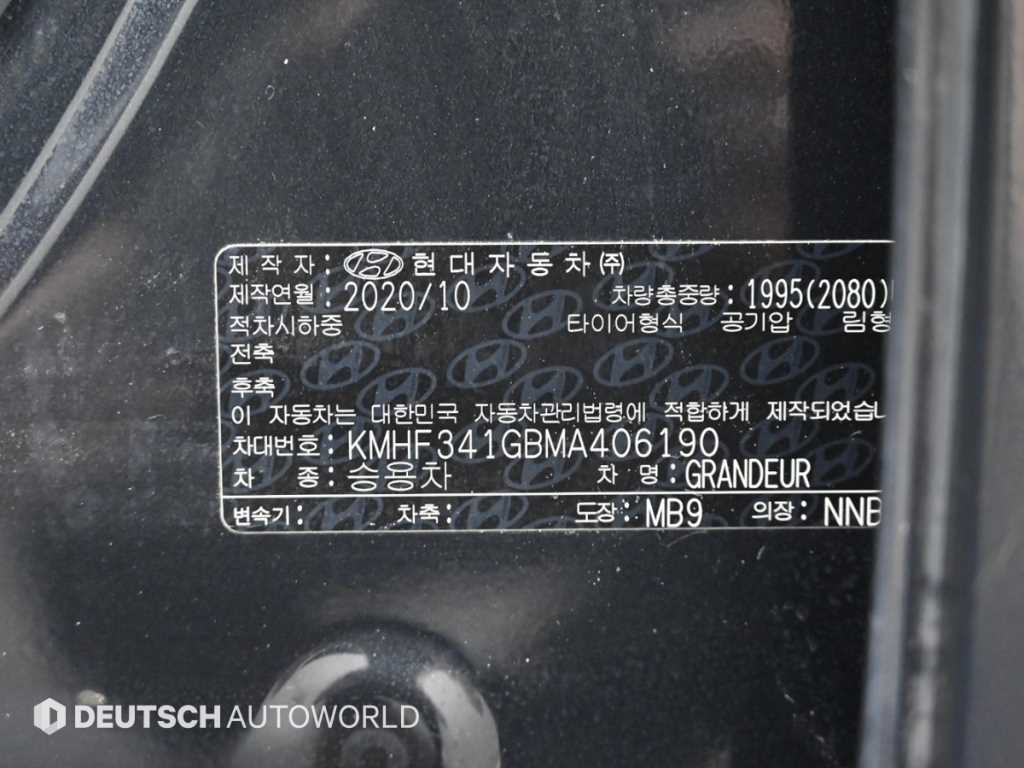 제 작 자 : 현 대 자 동 차 ㈜
제작연월 : 2020/10 차량총중량 : 1995(2080)
적차시하중 타이어형식 공기압 림형
전축
후축
이 자동차는 대한민국 자동차관리법령에 적합하게 제작되었습니
차대번호 : KMHF341GBMA406190
차 종 : 승용차 차 명 : GRANDEUR
변속기 : 차축 : 도장 : MB9 의장 : NNB
DEUTSCH AUTOWORLD